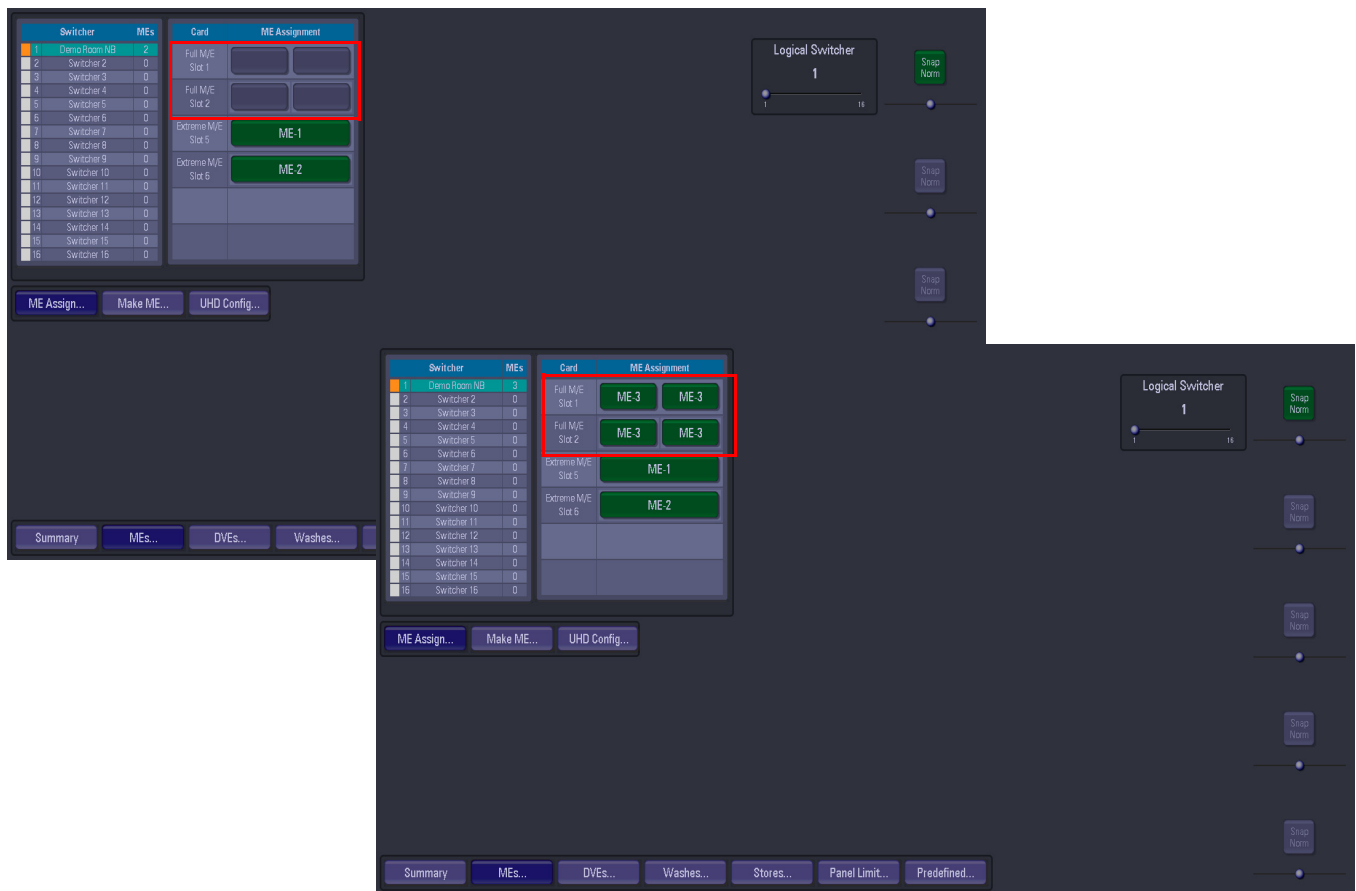 Switcher MEs Card ME Assignment
1 Demo Room NB 2
2 Switcher 2 0
3 Switcher 3 0
4 Switcher 4 0
5 Switcher 5 0
6 Switcher 6 0
7 Switcher 7 0
8 Switcher 8 0
9 Switcher 9 0
10 Switcher 10 0
11 Switcher 11 0
12 Switcher 12 0
13 Switcher 13 0
14 Switcher 14 0
15 Switcher 15 0
16 Switcher 16 0
Full M/E
Slot 1
Full M/E
Slot 2
Extreme M/E
Slot 5
ME-1
Extreme M/E
Slot 6
ME-2
Logical Switcher
1
1 16
Snap
Norm
Snap
Norm
Snap
Norm
ME Assign... Make ME... UHD Config...
Summary MEs... DVEs... Washes...
Switcher MEs Card ME Assignment
1 Demo Room NB 3
2 Switcher 2 0
3 Switcher 3 0
4 Switcher 4 0
5 Switcher 5 0
6 Switcher 6 0
7 Switcher 7 0
8 Switcher 8 0
9 Switcher 9 0
10 Switcher 10 0
11 Switcher 11 0
12 Switcher 12 0
13 Switcher 13 0
14 Switcher 14 0
15 Switcher 15 0
16 Switcher 16 0
Full M/E
Slot 1
ME-3 ME-3
Full M/E
Slot 2
ME-3 ME-3
Extreme M/E
Slot 5
ME-1
Extreme M/E
Slot 6
ME-2
Logical Switcher
1
1 16
Snap
Norm
Snap
Norm
Snap
Norm
Snap
Norm
Snap
Norm
ME Assign... Make ME... UHD Config...
Summary MEs... DVEs... Washes... Stores... Panel Limit... Predefined...